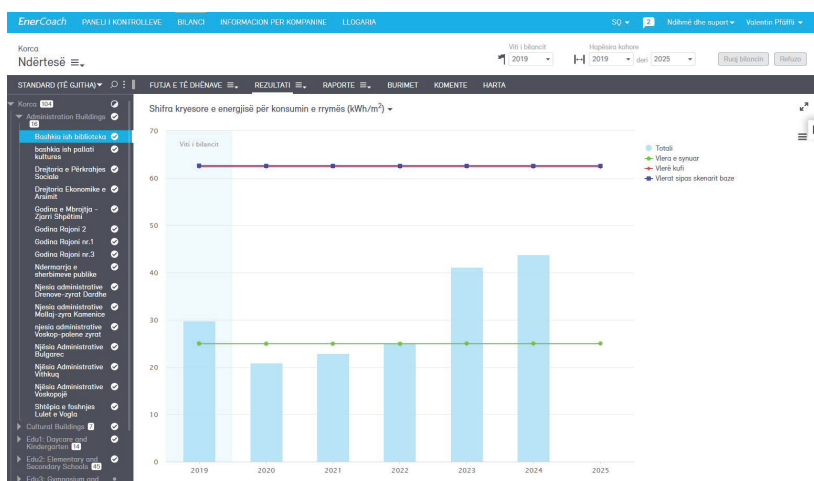 EnerCoach PANELI I KONTROLLEVE BILANCI INFORMACION PER KOMPANINE LLOGARIA SQ 2 Ndihmë dhe suport Valentin Pfäffli
Korca
Ndërtesë
Viti i bilancit
2019
Hapësira kohore
2019 deri 2025
Ruaj bilancin Refuzo
STANDARD (TË GJITHA)
FUTJA E TË DHËNAVE REZULTATI RAPORTE BURIMET KOMENTE HARTA
Korca 104
Administration Buildings
16
Bashkia ish biblioteka
bashkia ish pallati
kultures
Drejtoria e Përkrahjes
Sociale
Drejtoria Ekonomike e
Arsimit
Godina e Mbrojtja -
Zjarri Shpëtimi
Godina Rajoni 2
Godina Rajoni nr.1
Godina Rajoni nr.3
Ndermarrja e
sherbimeve publike
Njesia administrative
Drenove-zyrat Dardhe
Njesia administrative
Mollaj-zyra Kamenice
njesia administrative
Voskop-polene zyrat
Njësia Administrative
Bulgarec
Njësia Administrative
Vithkuq
Njësia Administrative
Voskopojë
Shtëpia e foshnjes
Lulet e Vogla
Cultural Buildings 7
Edu1: Daycare and
Kindergarten 14
Edu2: Elementary and
Secondary Schools 45
Edu3: Gymnasium and
Shifra kryesore e energjisë për konsumin e rrymës (kWh/m²)
Viti i bilancit
70
60
50
40
30
20
10
0
2019 2020 2021 2022 2023 2024 2025
Totali
Vlera e synuar
Vlerë kufi
Vlerat sipas skenarit baze